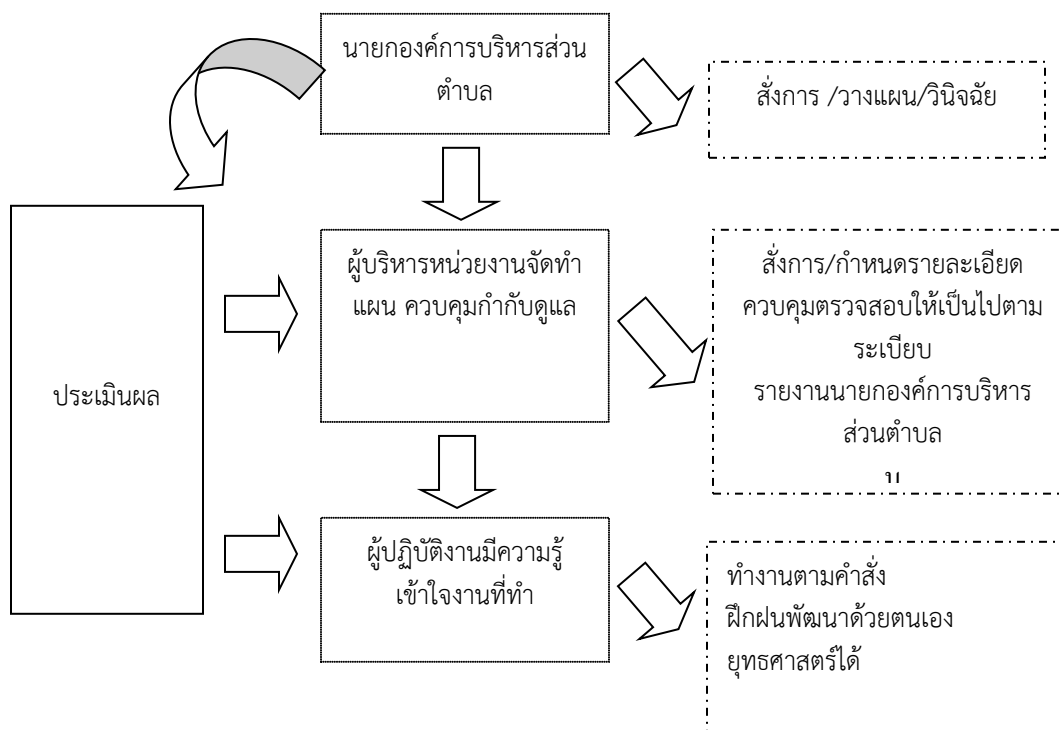 นายกองค์การบริหารส่วน
ตำบล
สั่งการ /วางแผน/วินิจฉัย
ผู้บริหารหน่วยงานจัดทำ
แผน ควบคุมกำกับดูแล
สั่งการ/กำหนดรายละเอียด
ควบคุมตรวจสอบให้เป็นไปตาม
ระเบียบ
รายงานนายกองค์การบริหาร
ส่วนตำบล
ประเมินผล
ผู้ปฏิบัติงานมีความรู้
เข้าใจงานที่ทำ
ทำงานตามคำสั่ง
ฝึกฝนพัฒนาด้วยตนเอง
ยุทธศาสตร์ได้